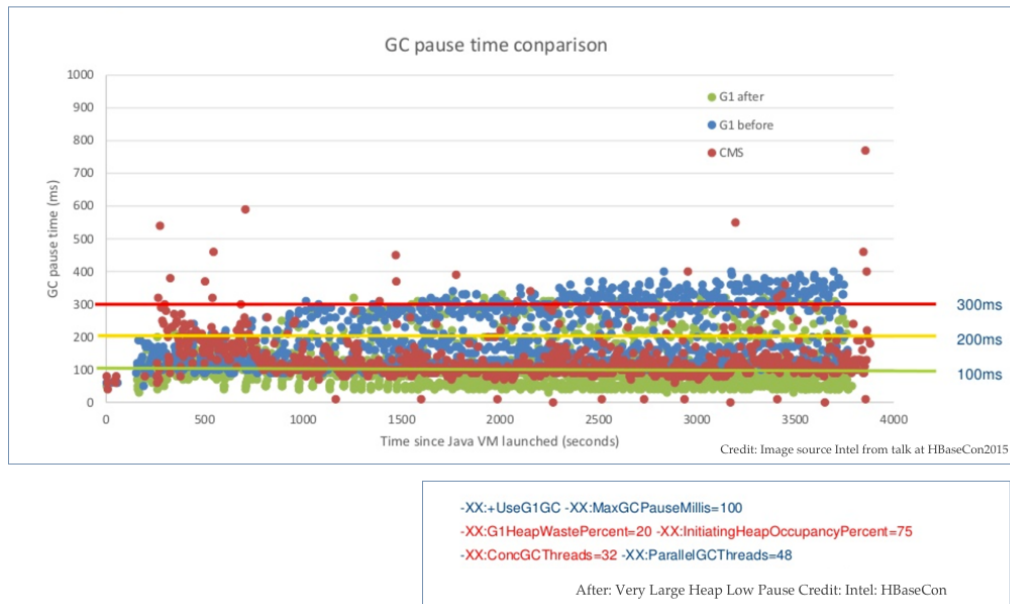 GC pause time conparison
1000
900
800
700
600
500
400
300
200
100
0
GC pause time (ms)
G1 after
G1 before
CMS
300ms
200ms
100ms
0 500 1000 1500 2000 2500 3000 3500 4000
Time since Java VM launched (seconds)
Credit: Image source Intel from talk at HBaseCon2015
-XX:+UseG1GC -XX:MaxGCPauseMillis=100
-XX:G1HeapWastePercent=20 -XX:InitiatingHeapOccupancyPercent=75
-XX:ConcGCThreads=32 -XX:ParallelGCThreads=48
After: Very Large Heap Low Pause Credit: Intel: HBaseCon